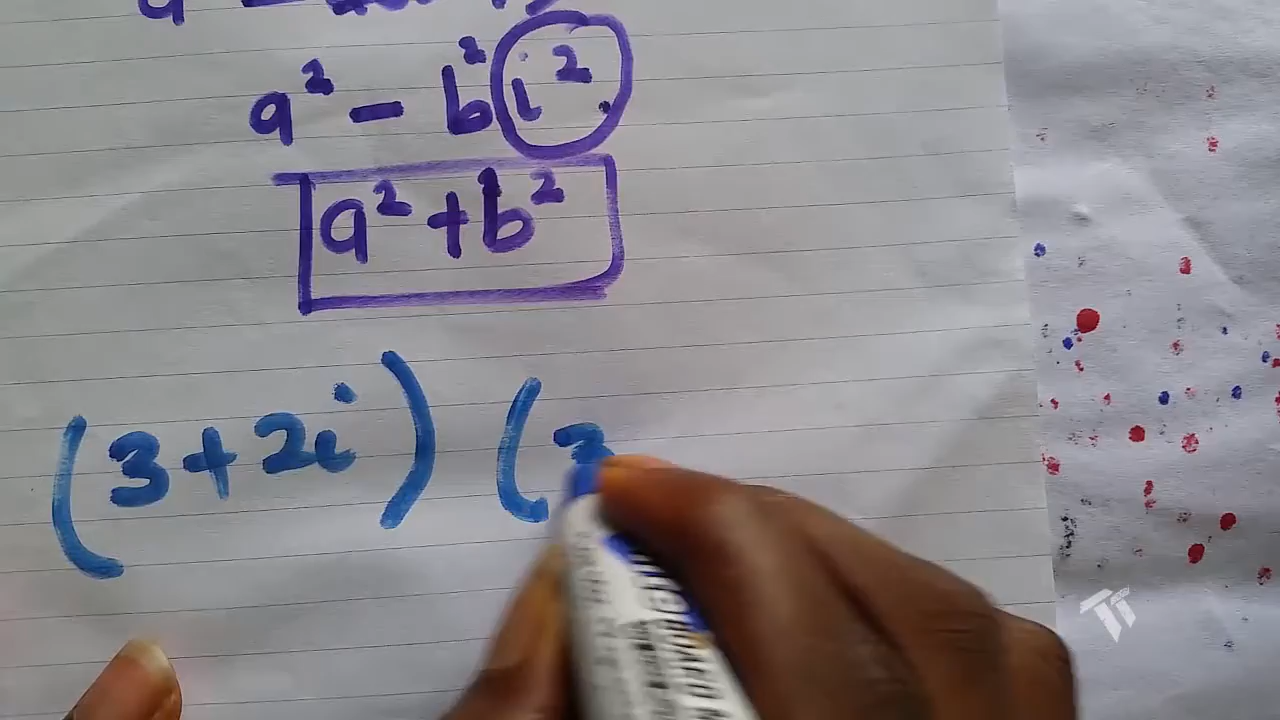 a² - b²i².
a² + b²
(3+2i) (3